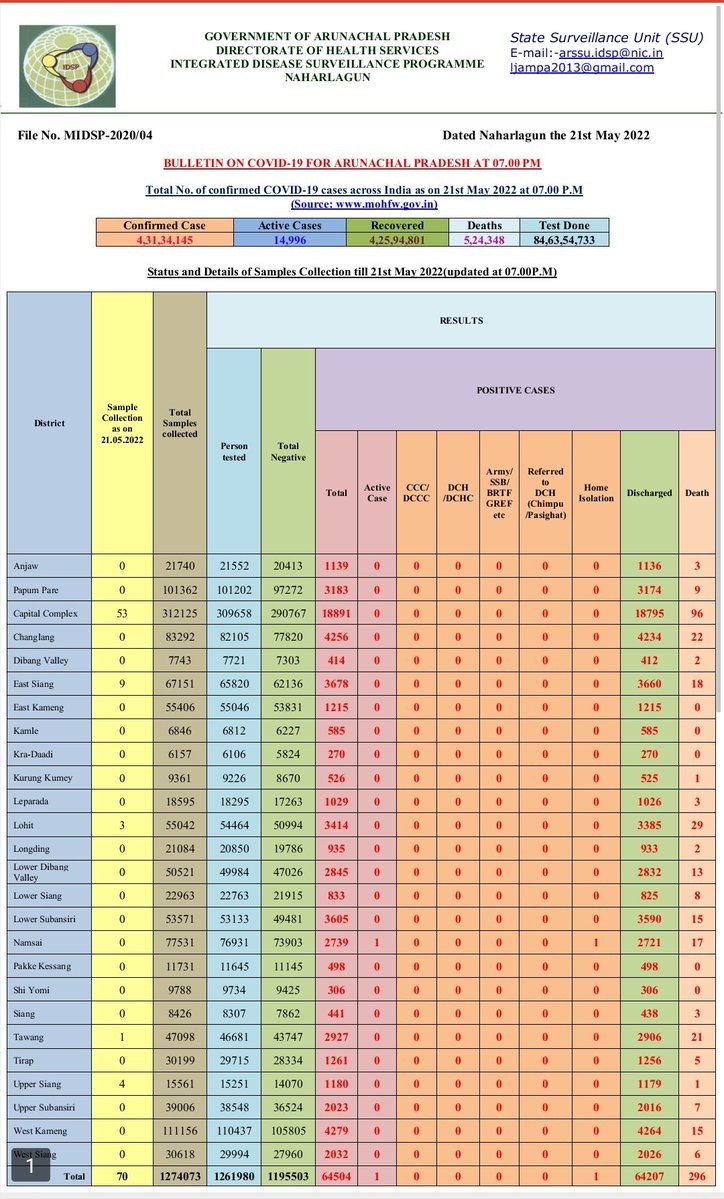 GOVERNMENT OF ARUNACHAL PRADESH
DIRECTORATE OF HEALTH SERVICES
INTEGRATED DISEASE SURVEILLANCE PROGRAMME
NAHARLAGUN
IDSP
State Surveillance Unit (SSU)
E-mail:-arssu.idsp@nic.in
ljampa2013@gmail.com
File No. MIDSP-2020/04 Dated Naharlagun the 21st May 2022
BULLETIN ON COVID-19 FOR ARUNACHAL PRADESH AT 07.00 PM
Total No. of confirmed COVID-19 cases across India as on 21st May 2022 at 07.00 P.M
(Source: www.mohfw.gov.in)
Confirmed Case Active Cases Recovered Deaths Test Done
4,31,34,145 14,996 4,25,94,801 5,24,348 84,63,54,733
Status and Details of Samples Collection till 21st May 2022(updated at 07.00P.M)
District
Sample
Collection
as on
21.05.2022
Total
Samples
collected
RESULTS
Person
tested
Total
Negative
POSITIVE CASES
Total
Active
Case
CCC/
DCCC
DCH
/DCHC
Army/
SSB/
BRTF
GREF
etc
Referred
to
DCH
(Chimpu
/Pasighat)
Home
Isolation
Discharged
Death
Anjaw 0 21740 21552 20413 1139 0 0 0 0 0 0 1136 3
Papum Pare 0 101362 101202 97272 3183 0 0 0 0 0 0 3174 9
Capital Complex 53 312125 309658 290767 18891 0 0 0 0 0 0 18795 96
Changlang 0 83292 82105 77820 4256 0 0 0 0 0 0 4234 22
Dibang Valley 0 7743 7721 7303 414 0 0 0 0 0 0 412 2
East Siang 9 67151 65820 62136 3678 0 0 0 0 0 0 3660 18
East Kameng 0 55406 55046 53831 1215 0 0 0 0 0 0 1215 0
Kamle 0 6846 6812 6227 585 0 0 0 0 0 0 585 0
Kra-Daadi 0 6157 6106 5824 270 0 0 0 0 0 0 270 0
Kurung Kumey 0 9361 9226 8670 526 0 0 0 0 0 0 525 1
Leparada 0 18595 18295 17263 1029 0 0 0 0 0 0 1026 3
Lohit 3 55042 54464 50994 3414 0 0 0 0 0 0 3385 29
Longding 0 21084 20850 19786 935 0 0 0 0 0 0 933 2
Lower Dibang
Valley 0 50521 49984 47026 2845 0 0 0 0 0 0 2832 13
Lower Siang 0 22963 22763 21915 833 0 0 0 0 0 0 825 8
Lower Subansiri 0 53571 53133 49481 3605 0 0 0 0 0 0 3590 15
Namsai 0 77531 76931 73903 2739 1 0 0 0 0 1 2721 17
Pakke Kessang 0 11731 11645 11145 498 0 0 0 0 0 0 498 0
Shi Yomi 0 9788 9734 9425 306 0 0 0 0 0 0 306 0
Siang 0 8426 8307 7862 441 0 0 0 0 0 0 438 3
Tawang 1 47098 46681 43747 2927 0 0 0 0 0 0 2906 21
Tirap 0 30199 29715 28334 1261 0 0 0 0 0 0 1256 5
Upper Siang 4 15561 15251 14070 1180 0 0 0 0 0 0 1179 1
Upper Subansiri 0 39006 38548 36524 2023 0 0 0 0 0 0 2016 7
West Kameng 0 111156 110437 105805 4279 0 0 0 0 0 0 4264 15
West Siang 0 30618 29994 27960 2032 0 0 0 0 0 0 2026 6
1
Total 70 1274073 1261980 1195503 64504 1 0 0 0 0 1 64207 296